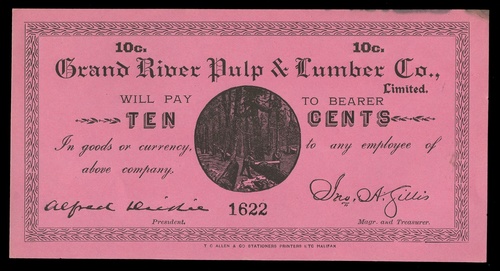 10c. 10c.
Grand River Pulp & Lumber Co.,
Limited.
WILL PAY TO BEARER
TEN CENTS
In goods or currency, to any employee of
above company.
Alfred Dickie 1622 Jno. A. Gillis
President. Magr. and Treasurer.
T. C. ALLEN & CO. STATIONERS PRINTERS ETC HALIFAX